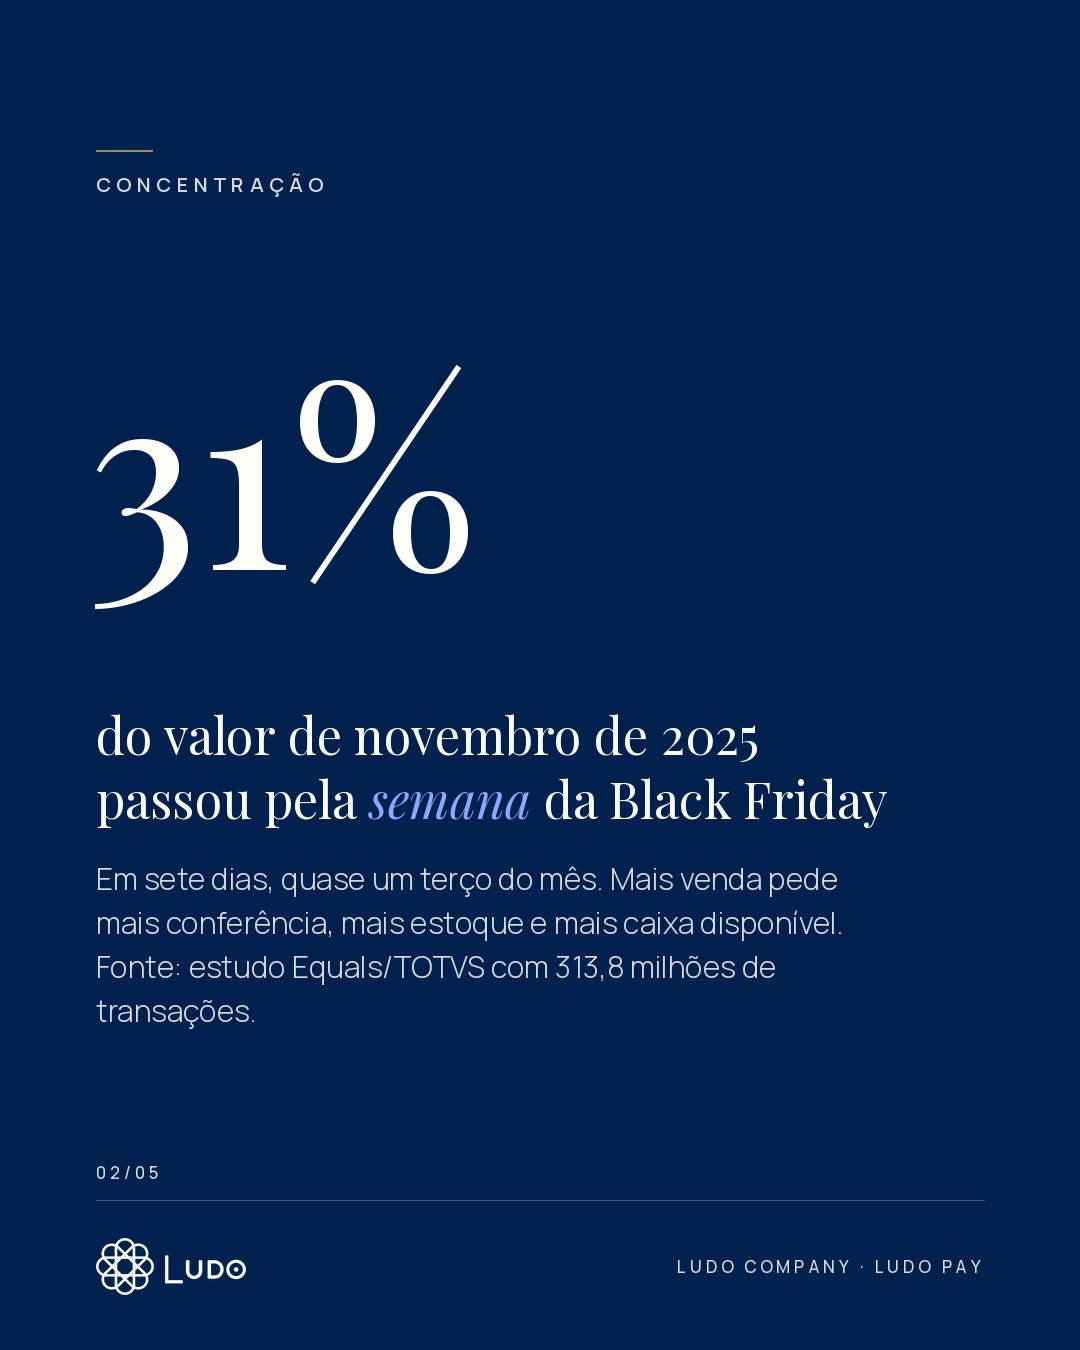 CONCENTRAÇÃO
31%
do valor de novembro de 2025
passou pela semana da Black Friday
Em sete dias, quase um terço do mês. Mais venda pede
mais conferência, mais estoque e mais caixa disponível.
Fonte: estudo Equals/TOTVS com 313,8 milhões de
transações.
02/05
LUDO
LUDO COMPANY · LUDO PAY